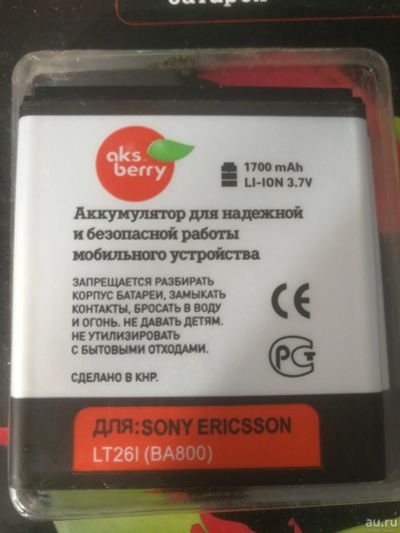 батареи
aks
berry
1700 mAh
LI-ION 3.7V
Аккумулятор для надежной
и безопасной работы
мобильного устройства
ЗАПРЕЩАЕТСЯ РАЗБИРАТЬ
КОРПУС БАТАРЕИ, ЗАМЫКАТЬ
КОНТАКТЫ, БРОСАТЬ В ВОДУ
И ОГОНЬ. НЕ ДАВАТЬ ДЕТЯМ.
НЕ УТИЛИЗИРОВАТЬ
С БЫТОВЫМИ ОТХОДАМИ.
СДЕЛАНО В КНР.
CE
РСТ
ДЛЯ:SONY ERICSSON
LT26I (BA800)
au.ru